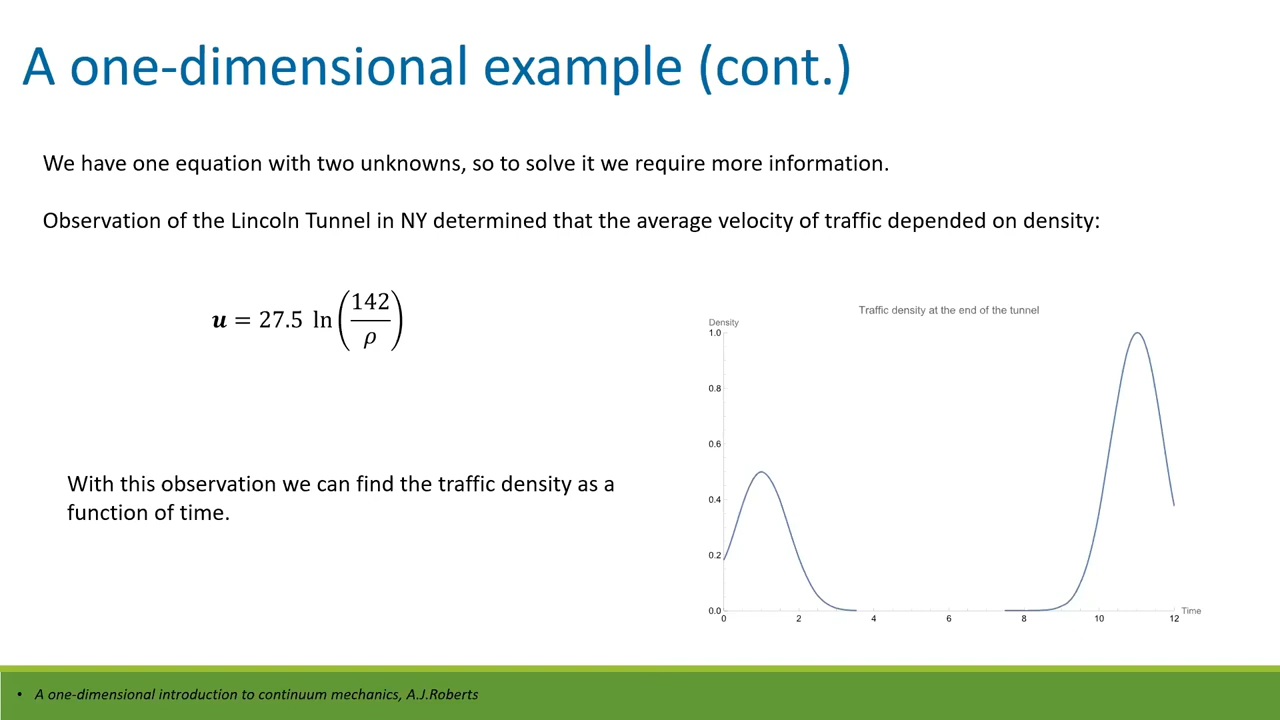 A one-dimensional example (cont.)
We have one equation with two unknowns, so to solve it we require more information.
Observation of the Lincoln Tunnel in NY determined that the average velocity of traffic depended on density:
u = 27.5 ln(142/ρ)
Traffic density at the end of the tunnel
Density
1.0
0.8
0.6
0.4
0.2
0.0
0 2 4 6 8 10 12
Time
With this observation we can find the traffic density as a
function of time.
• A one-dimensional introduction to continuum mechanics, A.J.Roberts